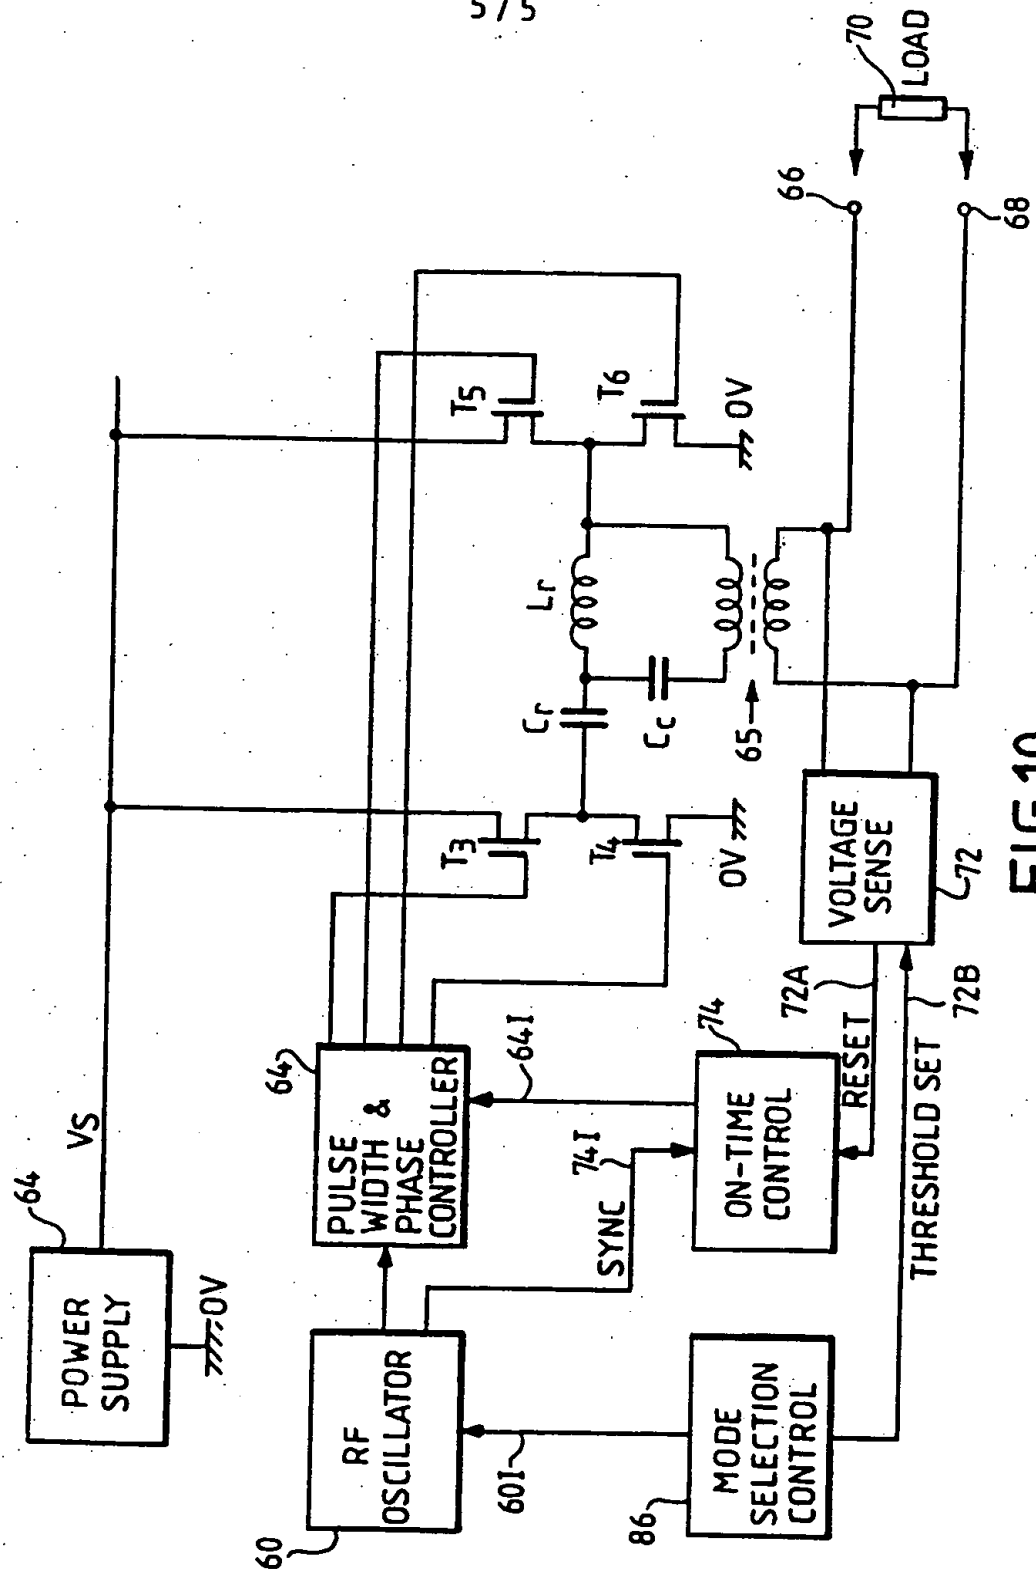 5/5
64
POWER
SUPPLY
VS
0V
60
RF
OSCILLATOR
60I
86
MODE
SELECTION
CONTROL
64
PULSE
WIDTH &
PHASE
CONTROLLER
64I
SYNC
74I
74
ON-TIME
CONTROL
RESET
72A
THRESHOLD SET
72B
VOLTAGE
SENSE
72
T3
T4
0V
Cr
Lr
Cc
65
T5
T6
0V
66
68
70
LOAD
FIG.10